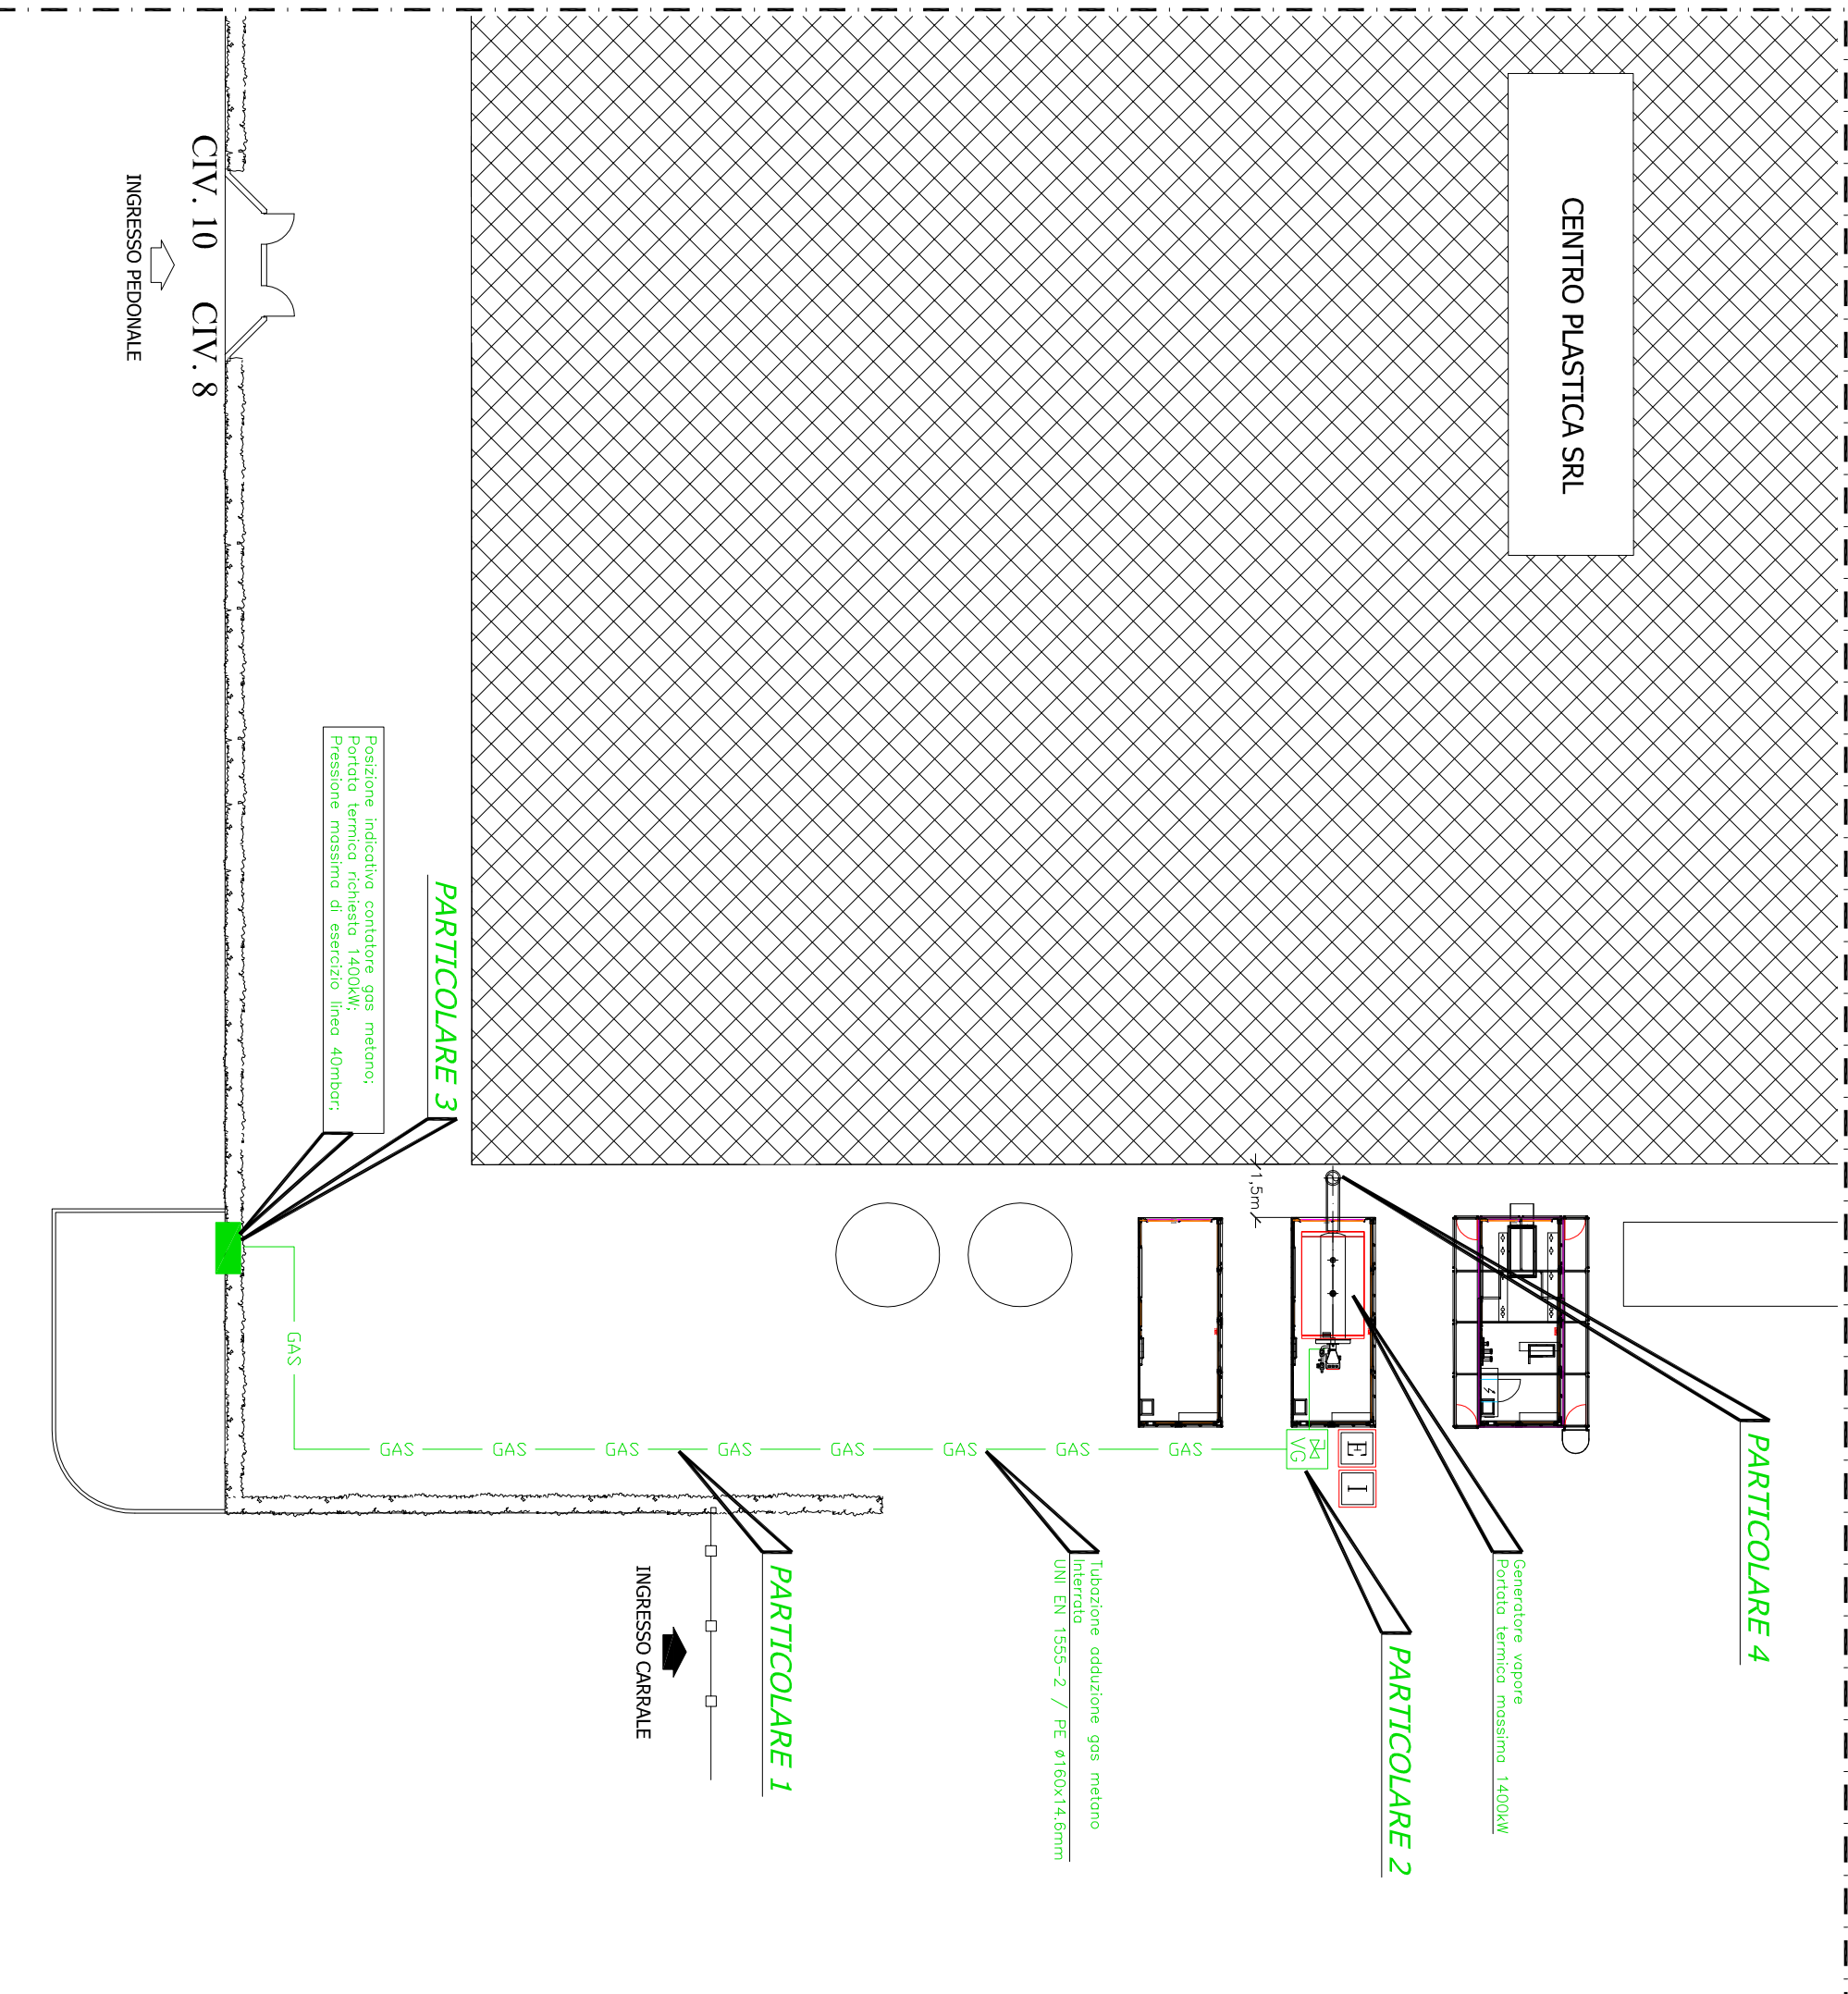 CENTRO PLASTICA SRL
PARTICOLARE 4
Generatore vapore
Portata termica massima 1400kW
PARTICOLARE 2
E
I
VG
1,5m
Tubazione adduzione gas metano
Interrata
UNI EN 1555-2 / PE ø160x14.6mm
PARTICOLARE 1
INGRESSO CARRALE
GAS
GAS
GAS
GAS
GAS
GAS
GAS
GAS
GAS
PARTICOLARE 3
Posizione indicativa contatore gas metano;
Portata termica richiesta 1400kW;
Pressione massima di esercizio linea 40mbar;
CIV. 10 CIV. 8
INGRESSO PEDONALE